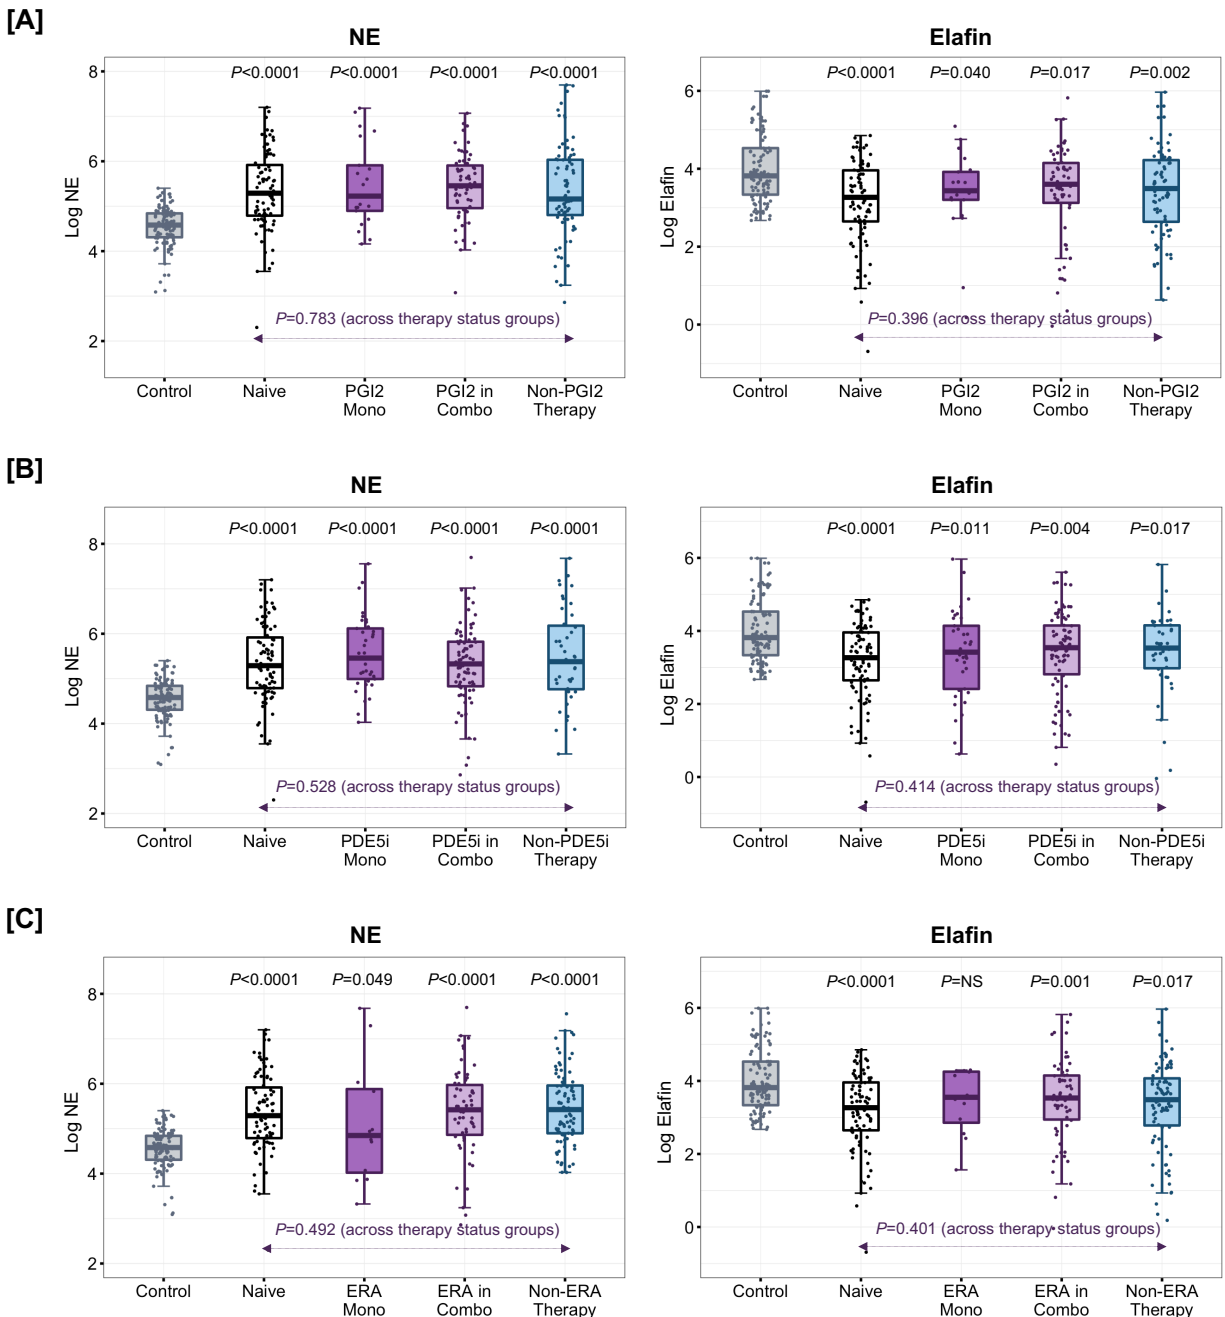 [A]
NE
Elafin
P<0.0001 P<0.0001 P<0.0001 P<0.0001
P<0.0001 P=0.040 P=0.017 P=0.002
Log NE
8
6
4
2
P=0.783 (across therapy status groups)
Control Naive PGI2 Mono PGI2 in Combo Non-PGI2 Therapy
Log Elafin
6
4
2
0
P=0.396 (across therapy status groups)
Control Naive PGI2 Mono PGI2 in Combo Non-PGI2 Therapy
[B]
NE
Elafin
P<0.0001 P<0.0001 P<0.0001 P<0.0001
P<0.0001 P=0.011 P=0.004 P=0.017
Log NE
8
6
4
2
P=0.528 (across therapy status groups)
Control Naive PDE5i Mono PDE5i in Combo Non-PDE5i Therapy
Log Elafin
6
4
2
0
P=0.414 (across therapy status groups)
Control Naive PDE5i Mono PDE5i in Combo Non-PDE5i Therapy
[C]
NE
Elafin
P<0.0001 P=0.049 P<0.0001 P<0.0001
P<0.0001 P=NS P=0.001 P=0.017
Log NE
8
6
4
2
P=0.492 (across therapy status groups)
Control Naive ERA Mono ERA in Combo Non-ERA Therapy
Log Elafin
6
4
2
0
P=0.401 (across therapy status groups)
Control Naive ERA Mono ERA in Combo Non-ERA Therapy